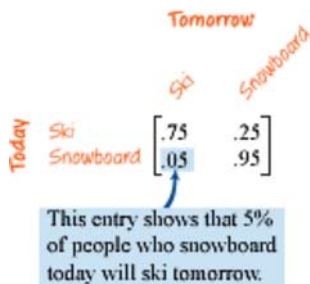 Tomorrow
Ski Snowboard
Today
Ski .75 .25
Snowboard .05 .95
This entry shows that 5%
of people who snowboard
today will ski tomorrow.